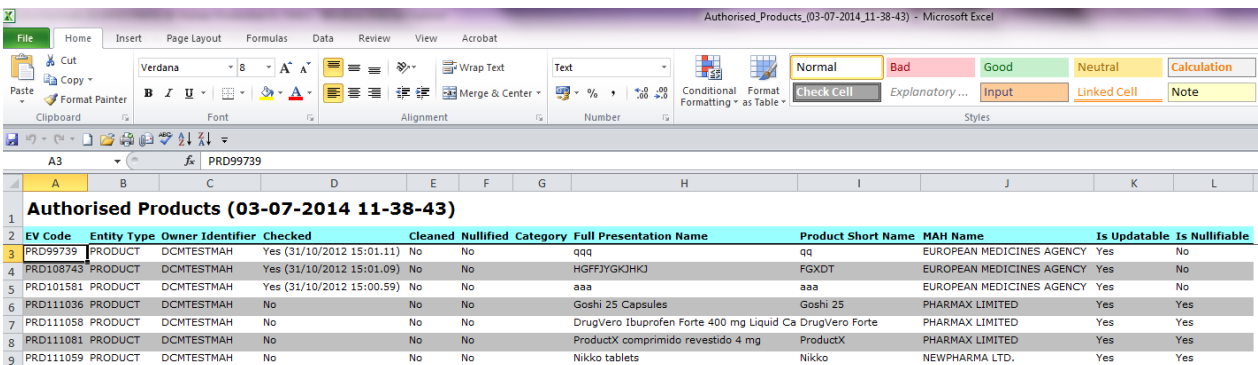 Authorised_Products_(03-07-2014_11-38-43) - Microsoft Excel
File Home Insert Page Layout Formulas Data Review View Acrobat
Cut
Copy
Format Painter
Paste
Clipboard
Verdana 8 A A
B I U A
Font
Wrap Text
Merge & Center
Alignment
Text
% , .0 .00 .00 .0
Number
Conditional Formatting
Format as Table
Normal Bad Good Neutral Calculation
Check Cell Explanatory ... Input Linked Cell Note
Styles
A3 fx PRD99739
A B C D E F G H I J K L
1 Authorised Products (03-07-2014 11-38-43)
2 EV Code Entity Type Owner Identifier Checked Cleaned Nullified Category Full Presentation Name Product Short Name MAH Name Is Updatable Is Nullifiable
3 PRD99739 PRODUCT DCMTESTMAH Yes (31/10/2012 15:01.11) No No qqq qq EUROPEAN MEDICINES AGENCY Yes No
4 PRD108743 PRODUCT DCMTESTMAH Yes (31/10/2012 15:01.09) No No HGFFJYGKJHKJ FGXDT EUROPEAN MEDICINES AGENCY Yes No
5 PRD101581 PRODUCT DCMTESTMAH Yes (31/10/2012 15:00.59) No No aaa aaa EUROPEAN MEDICINES AGENCY Yes No
6 PRD111036 PRODUCT DCMTESTMAH No No No Goshi 25 Capsules Goshi 25 PHARMAX LIMITED Yes Yes
7 PRD111058 PRODUCT DCMTESTMAH No No No DrugVero Ibuprofen Forte 400 mg Liquid Ca DrugVero Forte PHARMAX LIMITED Yes Yes
8 PRD111081 PRODUCT DCMTESTMAH No No No ProductX comprimido revestido 4 mg ProductX PHARMAX LIMITED Yes Yes
9 PRD111059 PRODUCT DCMTESTMAH No No No Nikko tablets Nikko NEWPHARMA LTD. Yes Yes